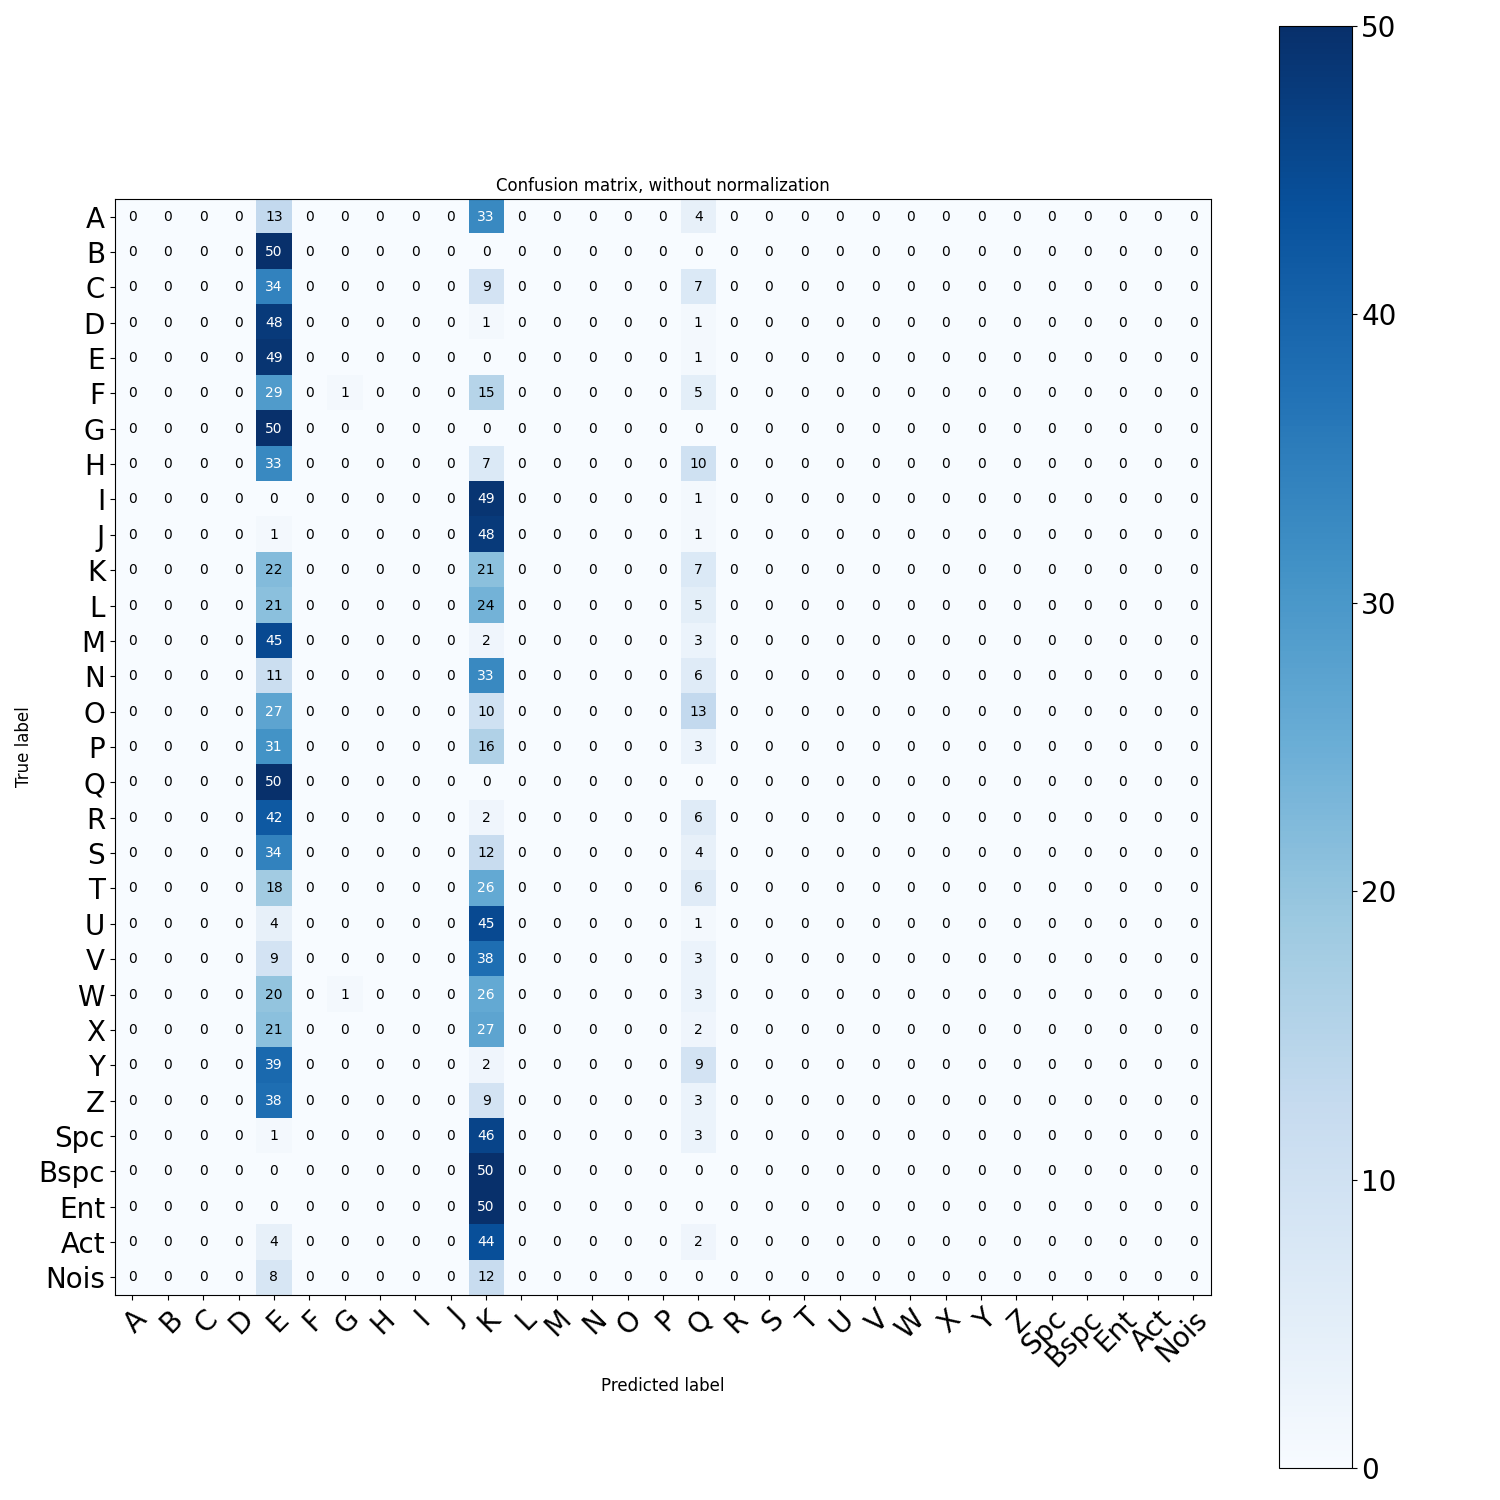 Confusion matrix, without normalization
A 0 0 0 0 13 0 0 0 0 0 33 0 0 0 0 0 4 0 0 0 0 0 0 0 0 0 0 0 0 0 0
B 0 0 0 0 50 0 0 0 0 0 0 0 0 0 0 0 0 0 0 0 0 0 0 0 0 0 0 0 0 0 0
C 0 0 0 0 34 0 0 0 0 0 9 0 0 0 0 0 7 0 0 0 0 0 0 0 0 0 0 0 0 0 0
D 0 0 0 0 48 0 0 0 0 0 1 0 0 0 0 0 1 0 0 0 0 0 0 0 0 0 0 0 0 0 0
E 0 0 0 0 49 0 0 0 0 0 0 0 0 0 0 0 1 0 0 0 0 0 0 0 0 0 0 0 0 0 0
F 0 0 0 0 29 0 1 0 0 0 15 0 0 0 0 0 5 0 0 0 0 0 0 0 0 0 0 0 0 0 0
G 0 0 0 0 50 0 0 0 0 0 0 0 0 0 0 0 0 0 0 0 0 0 0 0 0 0 0 0 0 0 0
H 0 0 0 0 33 0 0 0 0 0 7 0 0 0 0 0 10 0 0 0 0 0 0 0 0 0 0 0 0 0 0
I 0 0 0 0 0 0 0 0 0 0 49 0 0 0 0 0 1 0 0 0 0 0 0 0 0 0 0 0 0 0 0
J 0 0 0 0 1 0 0 0 0 0 48 0 0 0 0 0 1 0 0 0 0 0 0 0 0 0 0 0 0 0 0
K 0 0 0 0 22 0 0 0 0 0 21 0 0 0 0 0 7 0 0 0 0 0 0 0 0 0 0 0 0 0 0
L 0 0 0 0 21 0 0 0 0 0 24 0 0 0 0 0 5 0 0 0 0 0 0 0 0 0 0 0 0 0 0
M 0 0 0 0 45 0 0 0 0 0 2 0 0 0 0 0 3 0 0 0 0 0 0 0 0 0 0 0 0 0 0
N 0 0 0 0 11 0 0 0 0 0 33 0 0 0 0 0 6 0 0 0 0 0 0 0 0 0 0 0 0 0 0
O 0 0 0 0 27 0 0 0 0 0 10 0 0 0 0 0 13 0 0 0 0 0 0 0 0 0 0 0 0 0 0
P 0 0 0 0 31 0 0 0 0 0 16 0 0 0 0 0 3 0 0 0 0 0 0 0 0 0 0 0 0 0 0
Q 0 0 0 0 50 0 0 0 0 0 0 0 0 0 0 0 0 0 0 0 0 0 0 0 0 0 0 0 0 0 0
R 0 0 0 0 42 0 0 0 0 0 2 0 0 0 0 0 6 0 0 0 0 0 0 0 0 0 0 0 0 0 0
S 0 0 0 0 34 0 0 0 0 0 12 0 0 0 0 0 4 0 0 0 0 0 0 0 0 0 0 0 0 0 0
T 0 0 0 0 18 0 0 0 0 0 26 0 0 0 0 0 6 0 0 0 0 0 0 0 0 0 0 0 0 0 0
U 0 0 0 0 4 0 0 0 0 0 45 0 0 0 0 0 1 0 0 0 0 0 0 0 0 0 0 0 0 0 0
V 0 0 0 0 9 0 0 0 0 0 38 0 0 0 0 0 3 0 0 0 0 0 0 0 0 0 0 0 0 0 0
W 0 0 0 0 20 0 1 0 0 0 26 0 0 0 0 0 3 0 0 0 0 0 0 0 0 0 0 0 0 0 0
X 0 0 0 0 21 0 0 0 0 0 27 0 0 0 0 0 2 0 0 0 0 0 0 0 0 0 0 0 0 0 0
Y 0 0 0 0 39 0 0 0 0 0 2 0 0 0 0 0 9 0 0 0 0 0 0 0 0 0 0 0 0 0 0
Z 0 0 0 0 38 0 0 0 0 0 9 0 0 0 0 0 3 0 0 0 0 0 0 0 0 0 0 0 0 0 0
Spc 0 0 0 0 1 0 0 0 0 0 46 0 0 0 0 0 3 0 0 0 0 0 0 0 0 0 0 0 0 0 0
Bspc 0 0 0 0 0 0 0 0 0 0 50 0 0 0 0 0 0 0 0 0 0 0 0 0 0 0 0 0 0 0 0
Ent 0 0 0 0 0 0 0 0 0 0 50 0 0 0 0 0 0 0 0 0 0 0 0 0 0 0 0 0 0 0 0
Act 0 0 0 0 4 0 0 0 0 0 44 0 0 0 0 0 2 0 0 0 0 0 0 0 0 0 0 0 0 0 0
Nois 0 0 0 0 8 0 0 0 0 0 12 0 0 0 0 0 0 0 0 0 0 0 0 0 0 0 0 0 0 0 0
A B C D E F G H I J K L M N O P Q R S T U V W X Y Z Spc Bspc Ent Act Nois
Predicted label
True label
50
40
30
20
10
0